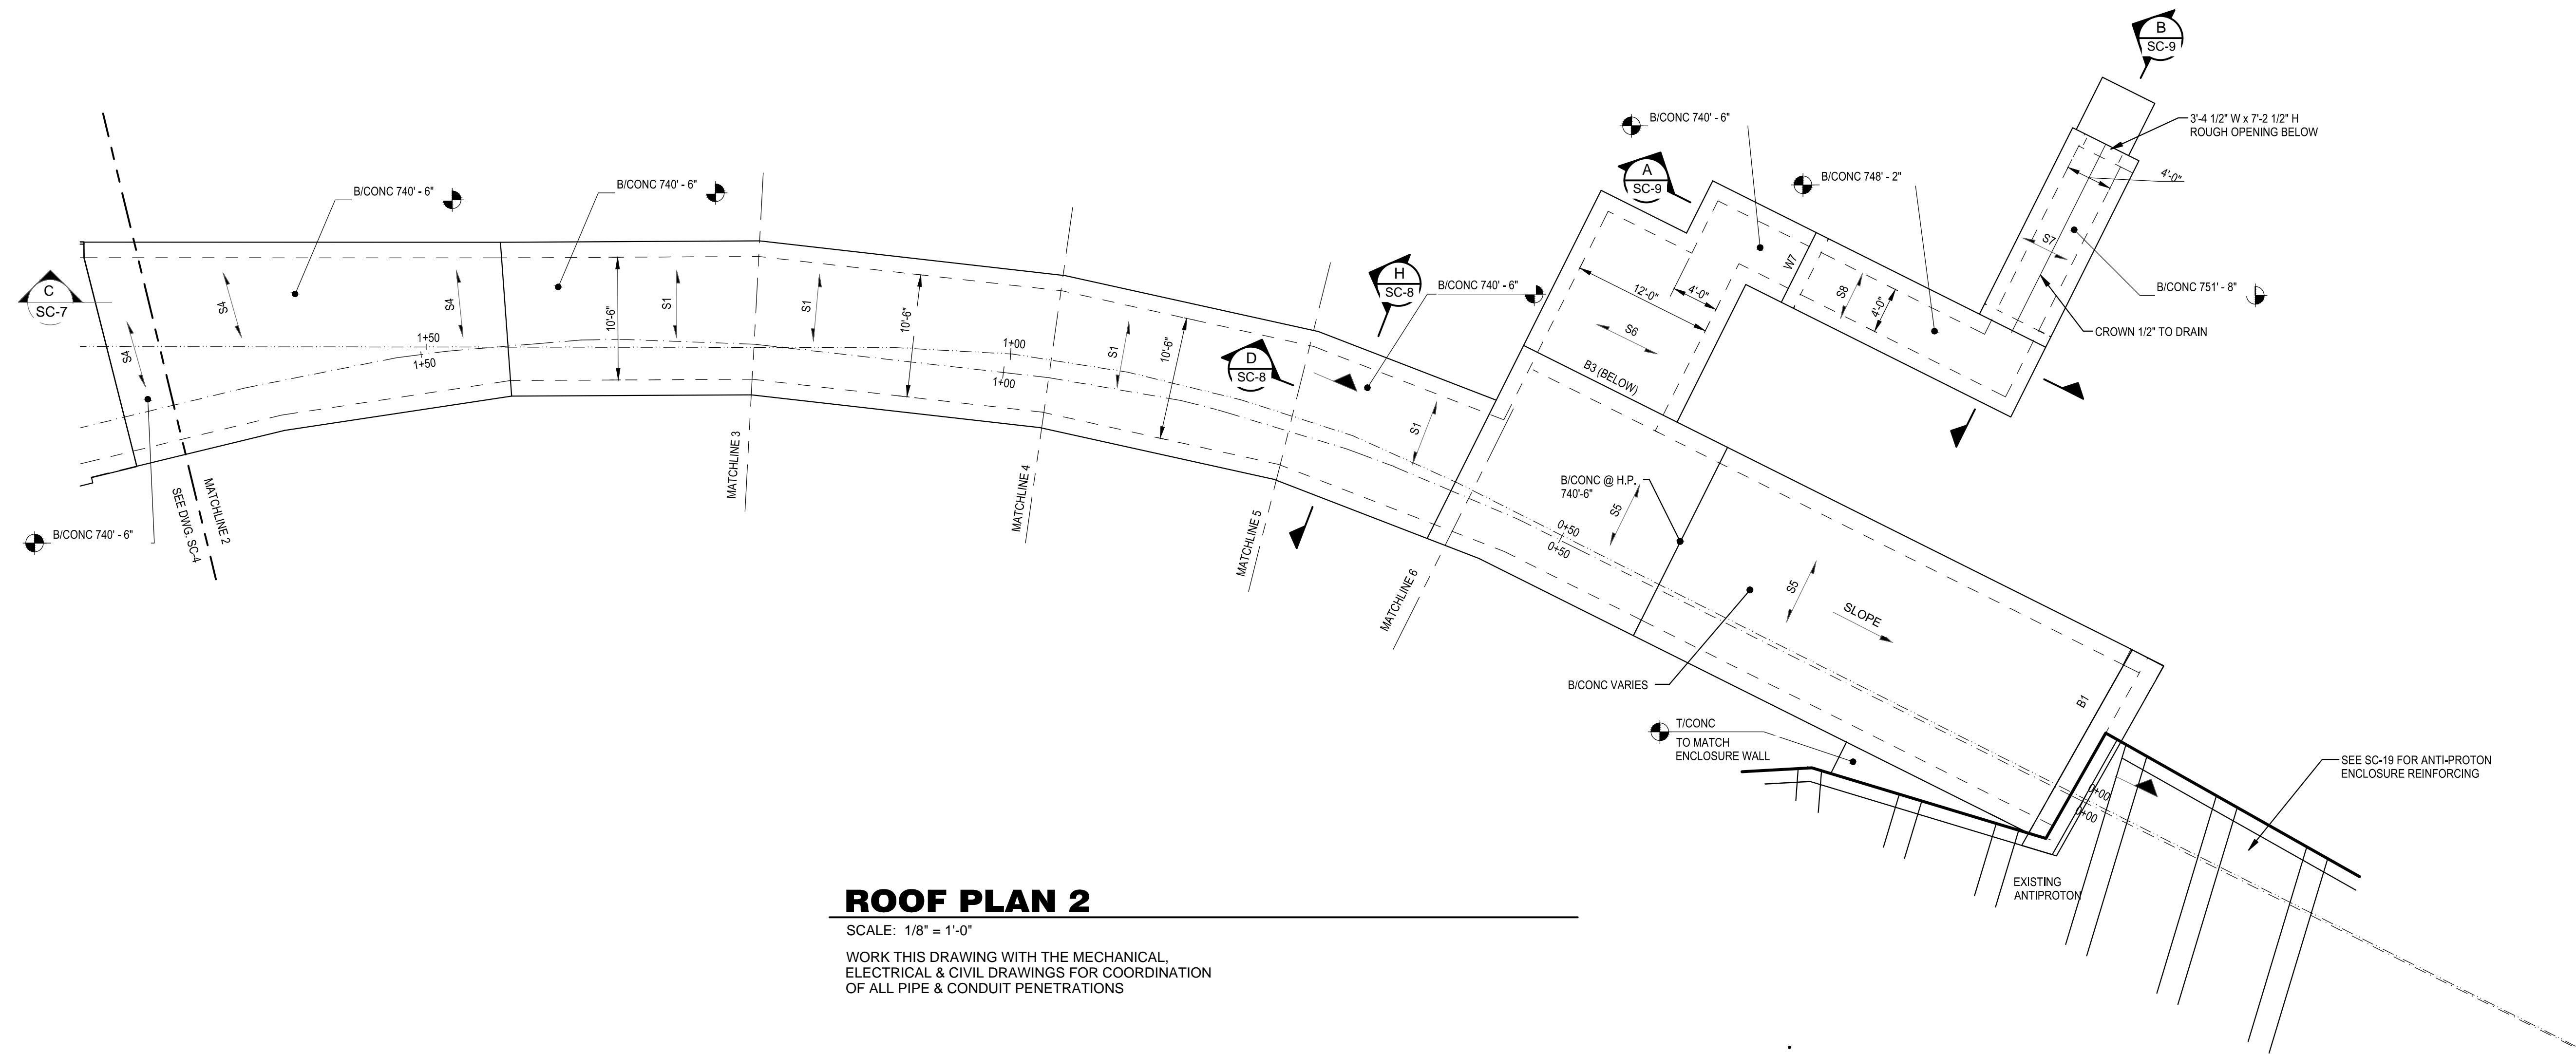 B
SC-9
3'-4 1/2" W x 7'-2 1/2" H
ROUGH OPENING BELOW
B/CONC 740' - 6"
A
SC-9
B/CONC 748' - 2"
4'-0"
B/CONC 740' - 6"
B/CONC 740' - 6"
S7
W7
C
SC-7
S4
S4
10'-6"
S1
S1
10'-6"
H
SC-8
B/CONC 740' - 6"
12'-0"
4'-0"
S8
4'-0"
B/CONC 751' - 8"
CROWN 1/2" TO DRAIN
S6
S4
1+50
1+50
1+00
1+00
S1
10'-6"
D
SC-8
B3 (BELOW)
S1
MATCHLINE 2
SEE DWG. SC-4
B/CONC 740' - 6"
MATCHLINE 3
MATCHLINE 4
MATCHLINE 5
MATCHLINE 6
B/CONC @ H.P.
740'-6"
S5
0+50
0+50
S5
SLOPE
B/CONC VARIES
B1
T/CONC
TO MATCH
ENCLOSURE WALL
SEE SC-19 FOR ANTI-PROTON
ENCLOSURE REINFORCING
0+00
0+00
EXISTING
ANTIPROTON
ROOF PLAN 2
SCALE: 1/8" = 1'-0"
WORK THIS DRAWING WITH THE MECHANICAL,
ELECTRICAL & CIVIL DRAWINGS FOR COORDINATION
OF ALL PIPE & CONDUIT PENETRATIONS